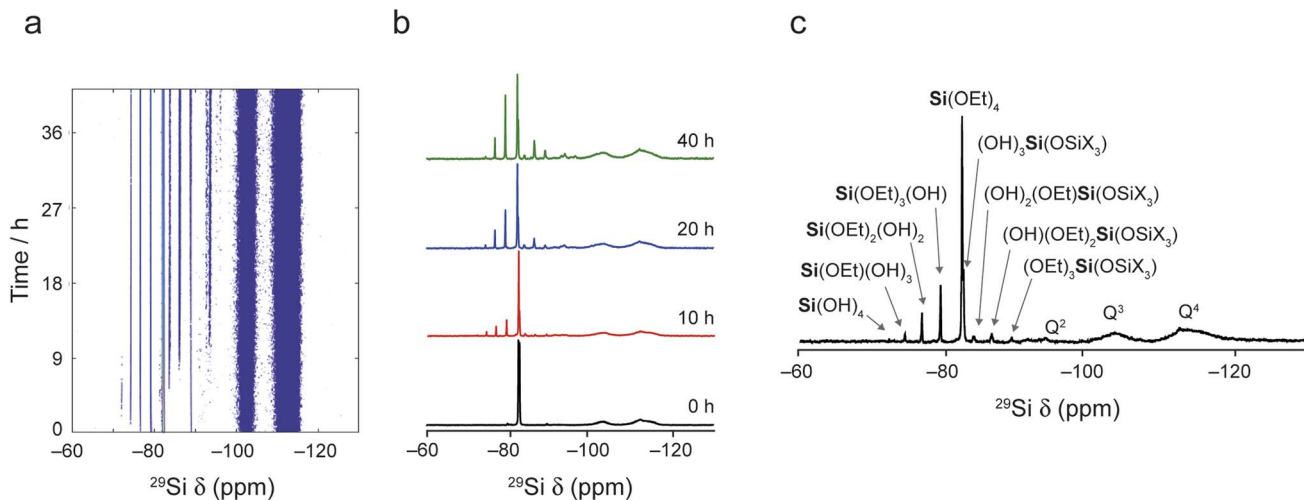 a
Time / h
36
27
18
9
0
−60
−80
−100
−120
²⁹Si δ (ppm)
b
40 h
20 h
10 h
0 h
−60
−80
−100
−120
²⁹Si δ (ppm)
c
Si(OEt)₄
(OH)₃Si(OSiX₃)
Si(OEt)₃(OH)
(OH)₂(OEt)Si(OSiX₃)
Si(OEt)₂(OH)₂
(OH)(OEt)₂Si(OSiX₃)
Si(OEt)(OH)₃
(OEt)₃Si(OSiX₃)
Si(OH)₄
Q²
Q³
Q⁴
−60
−80
−100
−120
²⁹Si δ (ppm)